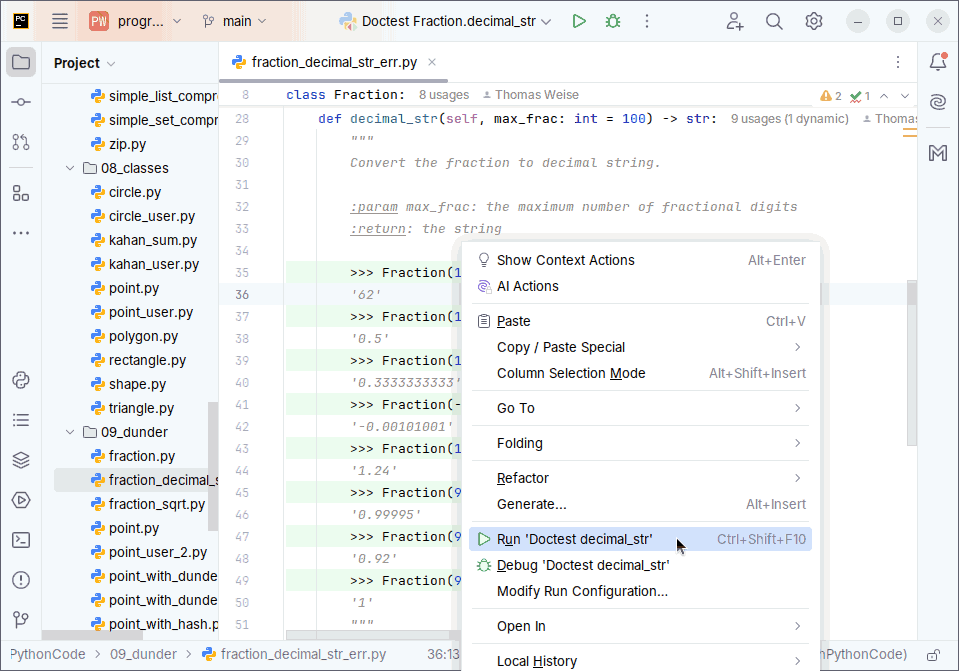 PC PW progr... main Doctest Fraction.decimal_str
Project
fraction_decimal_str_err.py
8 class Fraction: 8 usages Thomas Weise
2 1
simple_list_compr
simple_set_compr
zip.py
08_classes
circle.py
circle_user.py
kahan_sum.py
kahan_user.py
point.py
point_user.py
polygon.py
rectangle.py
shape.py
triangle.py
09_dunder
fraction.py
fraction_decimal_s
fraction_sqrt.py
point.py
point_user_2.py
point_with_dunde
point_with_dunde
point_with_hash.p
28 def decimal_str(self, max_frac: int = 100) -> str: 9 usages (1 dynamic) Thomas
29 """
30 Convert the fraction to decimal string.
31
32 :param max_frac: the maximum number of fractional digits
33 :return: the string
34
35 >>> Fraction(1
36 '62'
37 >>> Fraction(1
38 '0.5'
39 >>> Fraction(1
40 '0.3333333333'
41 >>> Fraction(-
42 '-0.00101001'
43 >>> Fraction(1
44 '1.24'
45 >>> Fraction(9
46 '0.99995'
47 >>> Fraction(9
48 '0.92'
49 >>> Fraction(9
50 '1'
51 """
Show Context Actions Alt+Enter
AI Actions
Paste Ctrl+V
Copy / Paste Special
Column Selection Mode Alt+Shift+Insert
Go To
Folding
Refactor
Generate... Alt+Insert
Run 'Doctest decimal_str' Ctrl+Shift+F10
Debug 'Doctest decimal_str'
Modify Run Configuration...
Open In
Local History
PythonCode 09_dunder fraction_decimal_str_err.py 36:13 nPythonCode)